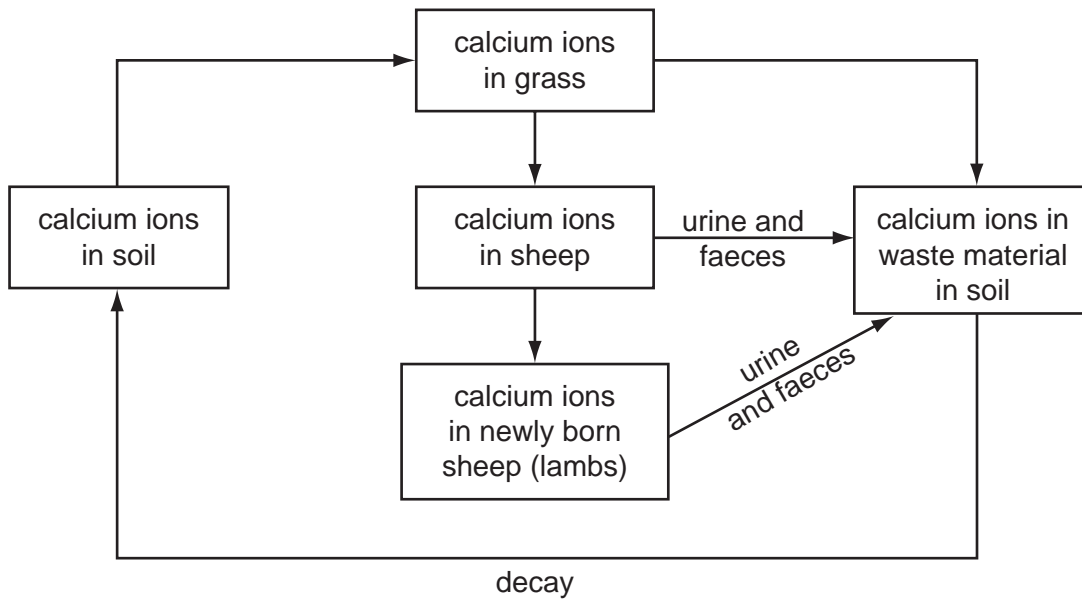 calcium ions
in grass
calcium ions
in soil
calcium ions
in sheep
urine and
faeces
calcium ions in
waste material
in soil
calcium ions
in newly born
sheep (lambs)
urine
and faeces
decay